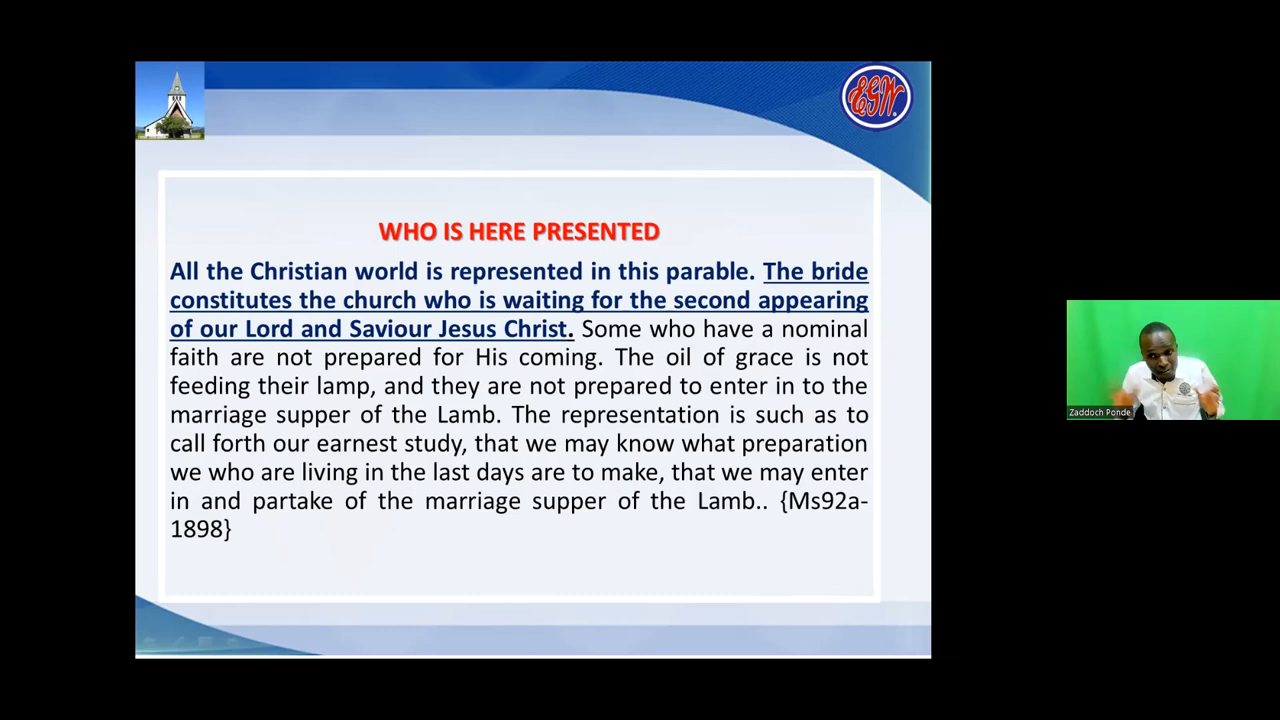 EGW.
WHO IS HERE PRESENTED
All the Christian world is represented in this parable. The bride
constitutes the church who is waiting for the second appearing
of our Lord and Saviour Jesus Christ. Some who have a nominal
faith are not prepared for His coming. The oil of grace is not
feeding their lamp, and they are not prepared to enter in to the
marriage supper of the Lamb. The representation is such as to
call forth our earnest study, that we may know what preparation
we who are living in the last days are to make, that we may enter
in and partake of the marriage supper of the Lamb.. {Ms92a-
1898}
Zaddoch Ponde